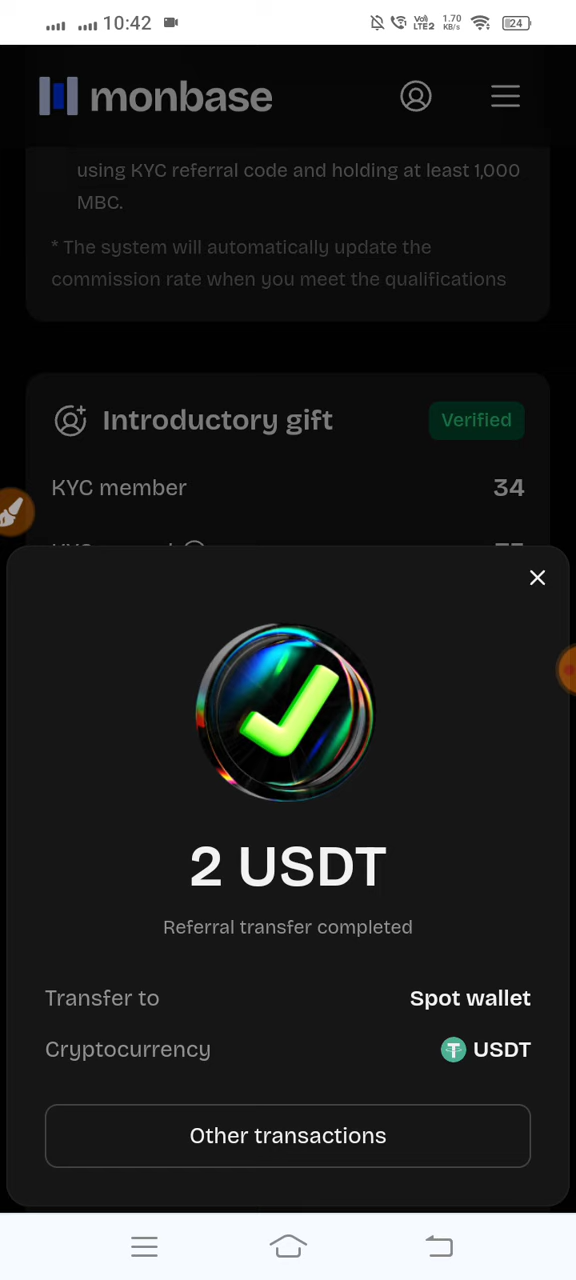 10:42
Vo) LTE2 1.70 KB/s 24
monbase
using KYC referral code and holding at least 1,000
MBC.
* The system will automatically update the
commission rate when you meet the qualifications
Introductory gift Verified
KYC member 34
2 USDT
Referral transfer completed
Transfer to Spot wallet
Cryptocurrency USDT
Other transactions